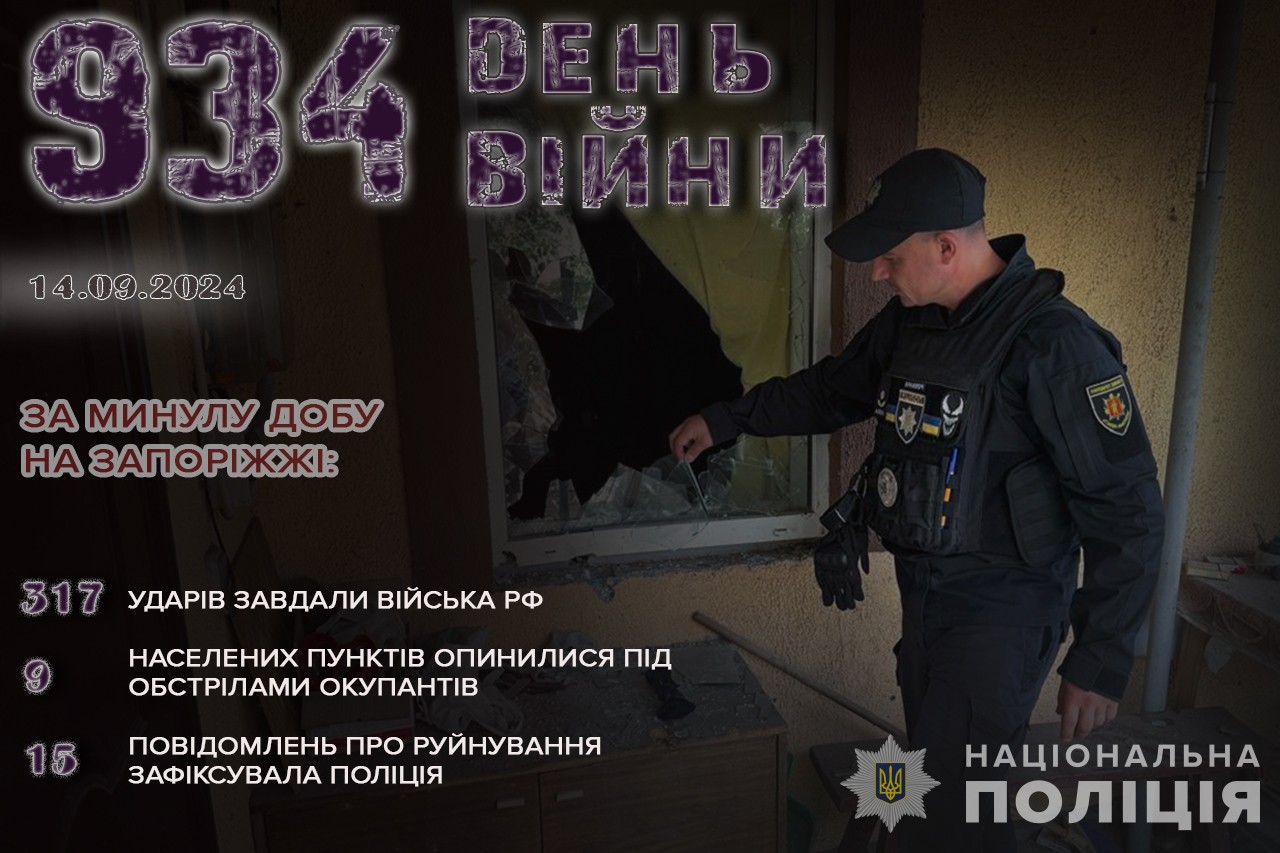 934
ДЕНЬ
ВІЙНИ
14.09.2024
ЗА МИНУЛУ ДОБУ
НА ЗАПОРІЖЖІ:
317 УДАРІВ ЗАВДАЛИ ВІЙСЬКА РФ
9 НАСЕЛЕНИХ ПУНКТІВ ОПИНИЛИСЯ ПІД
ОБСТРІЛАМИ ОКУПАНТІВ
15 ПОВІДОМЛЕНЬ ПРО РУЙНУВАННЯ
ЗАФІКСУВАЛА ПОЛІЦІЯ
НАЦІОНАЛЬНА
ПОЛІЦІЯ